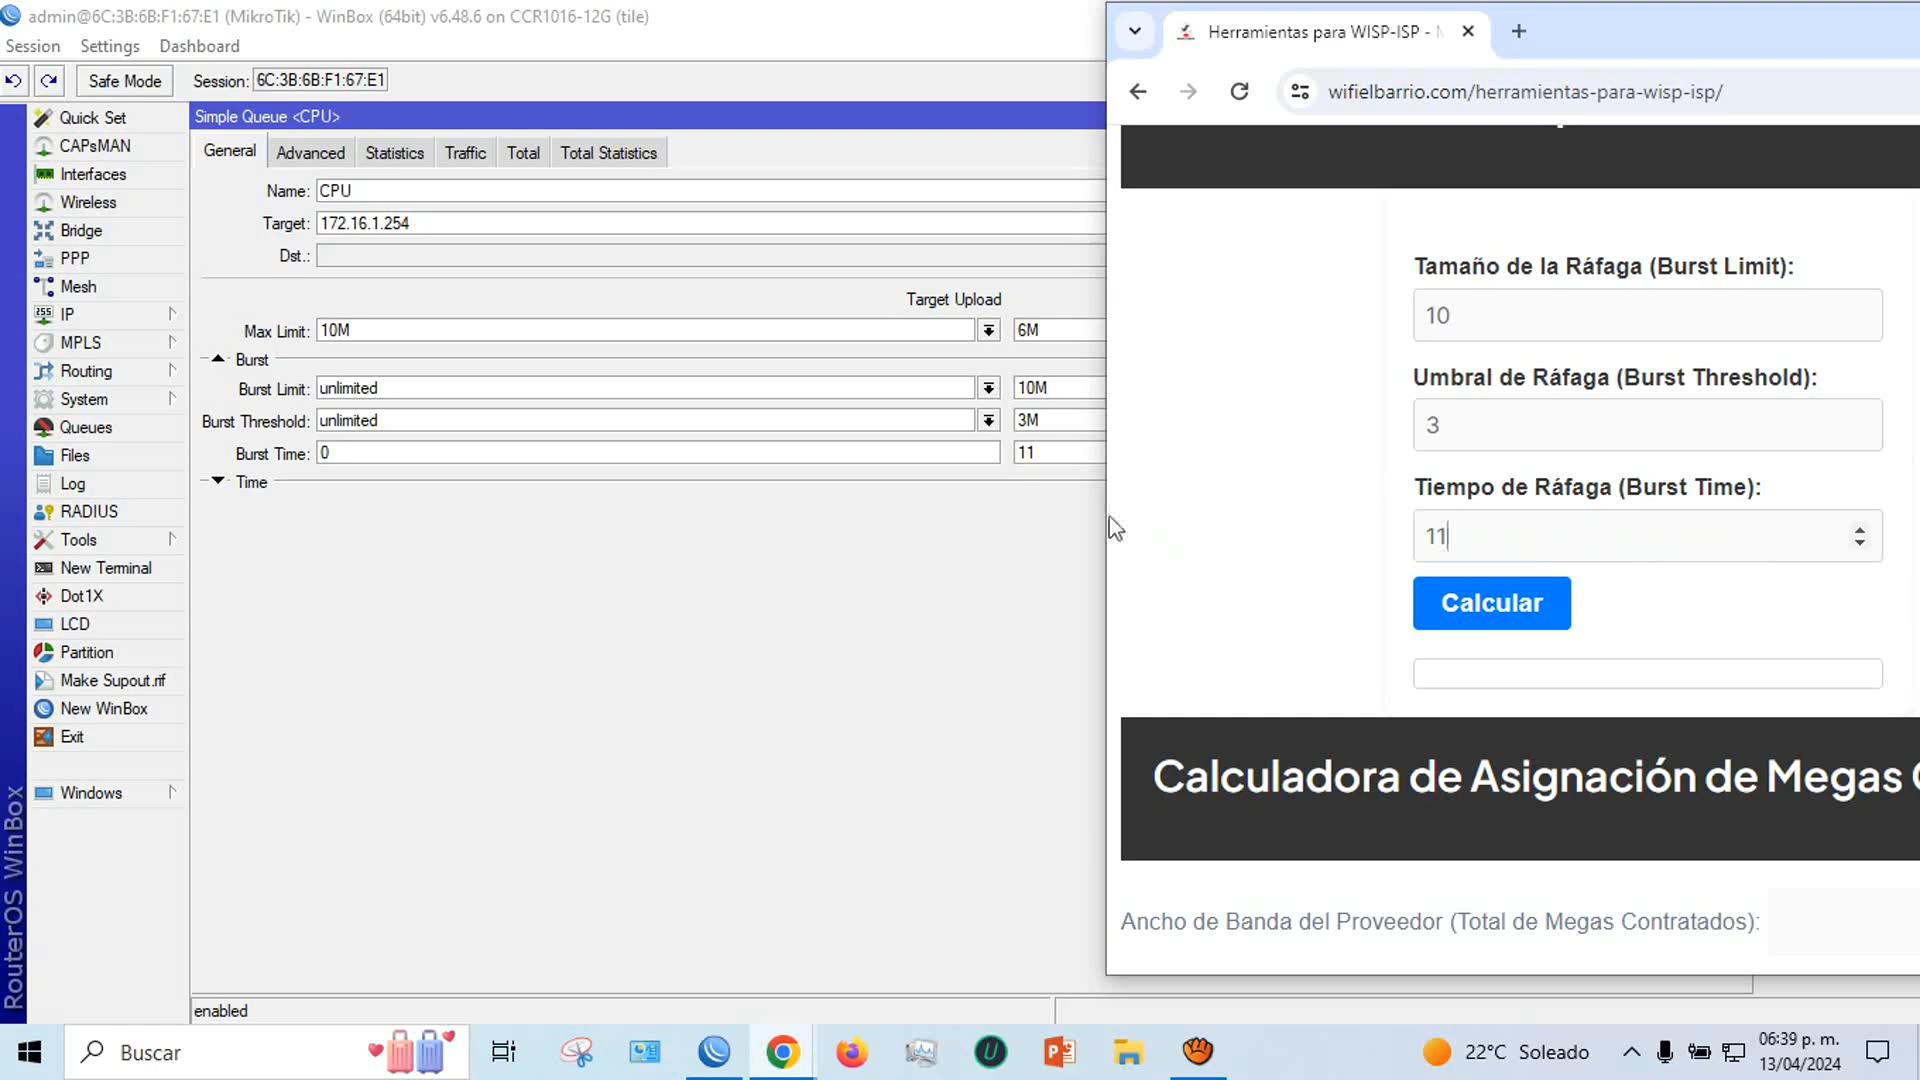 admin@6C:3B:6B:F1:67:E1 (MikroTik) - WinBox (64bit) v6.48.6 on CCR1016-12G (tile)
Session Settings Dashboard
Safe Mode Session: 6C:3B:6B:F1:67:E1
Quick Set
CAPsMAN
Interfaces
Wireless
Bridge
PPP
Mesh
IP
MPLS
Routing
System
Queues
Files
Log
RADIUS
Tools
New Terminal
Dot1X
LCD
Partition
Make Supout.rif
New WinBox
Exit
Windows
RouterOS WinBox
Simple Queue <CPU>
General Advanced Statistics Traffic Total Total Statistics
Name: CPU
Target: 172.16.1.254
Dst.:
Target Upload
Max Limit: 10M 6M
Burst
Burst Limit: unlimited 10M
Burst Threshold: unlimited 3M
Burst Time: 0 11
Time
enabled
Herramientas para WISP-ISP -
wifielbarrio.com/herramientas-para-wisp-isp/
Tamaño de la Ráfaga (Burst Limit):
10
Umbral de Ráfaga (Burst Threshold):
3
Tiempo de Ráfaga (Burst Time):
11
Calcular
Calculadora de Asignación de Megas
Ancho de Banda del Proveedor (Total de Megas Contratados):
Buscar
22°C Soleado
06:39 p. m.
13/04/2024